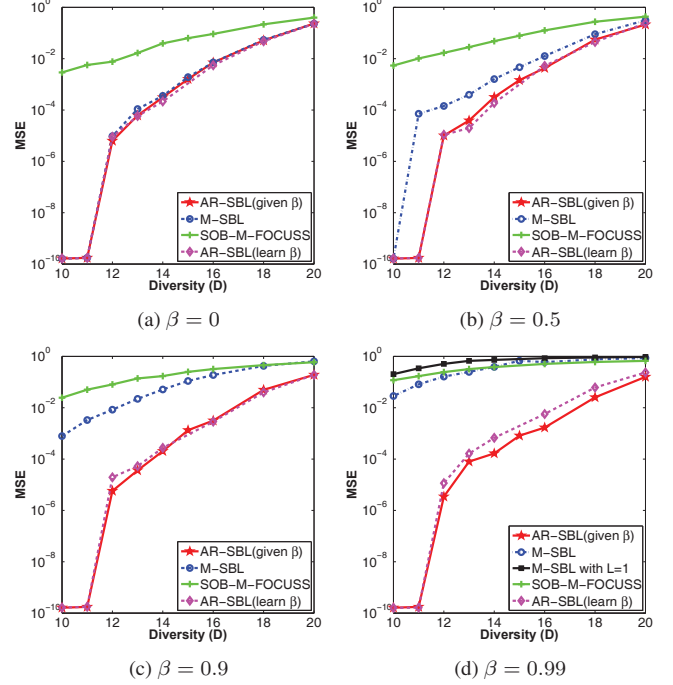 10^0
10^-2
10^-4
10^-6
10^-8
10^-10
MSE
AR-SBL(given β)
M-SBL
SOB-M-FOCUSS
AR-SBL(learn β)
10 12 14 16 18 20
Diversity (D)
(a) β = 0
10^0
10^-2
10^-4
10^-6
10^-8
10^-10
MSE
AR-SBL(given β)
M-SBL
SOB-M-FOCUSS
AR-SBL(learn β)
10 12 14 16 18 20
Diversity (D)
(b) β = 0.5
10^0
10^-2
10^-4
10^-6
10^-8
10^-10
MSE
AR-SBL(given β)
M-SBL
SOB-M-FOCUSS
AR-SBL(learn β)
10 12 14 16 18 20
Diversity (D)
(c) β = 0.9
10^0
10^-2
10^-4
10^-6
10^-8
10^-10
MSE
AR-SBL(given β)
M-SBL
M-SBL with L=1
SOB-M-FOCUSS
AR-SBL(learn β)
10 12 14 16 18 20
Diversity (D)
(d) β = 0.99